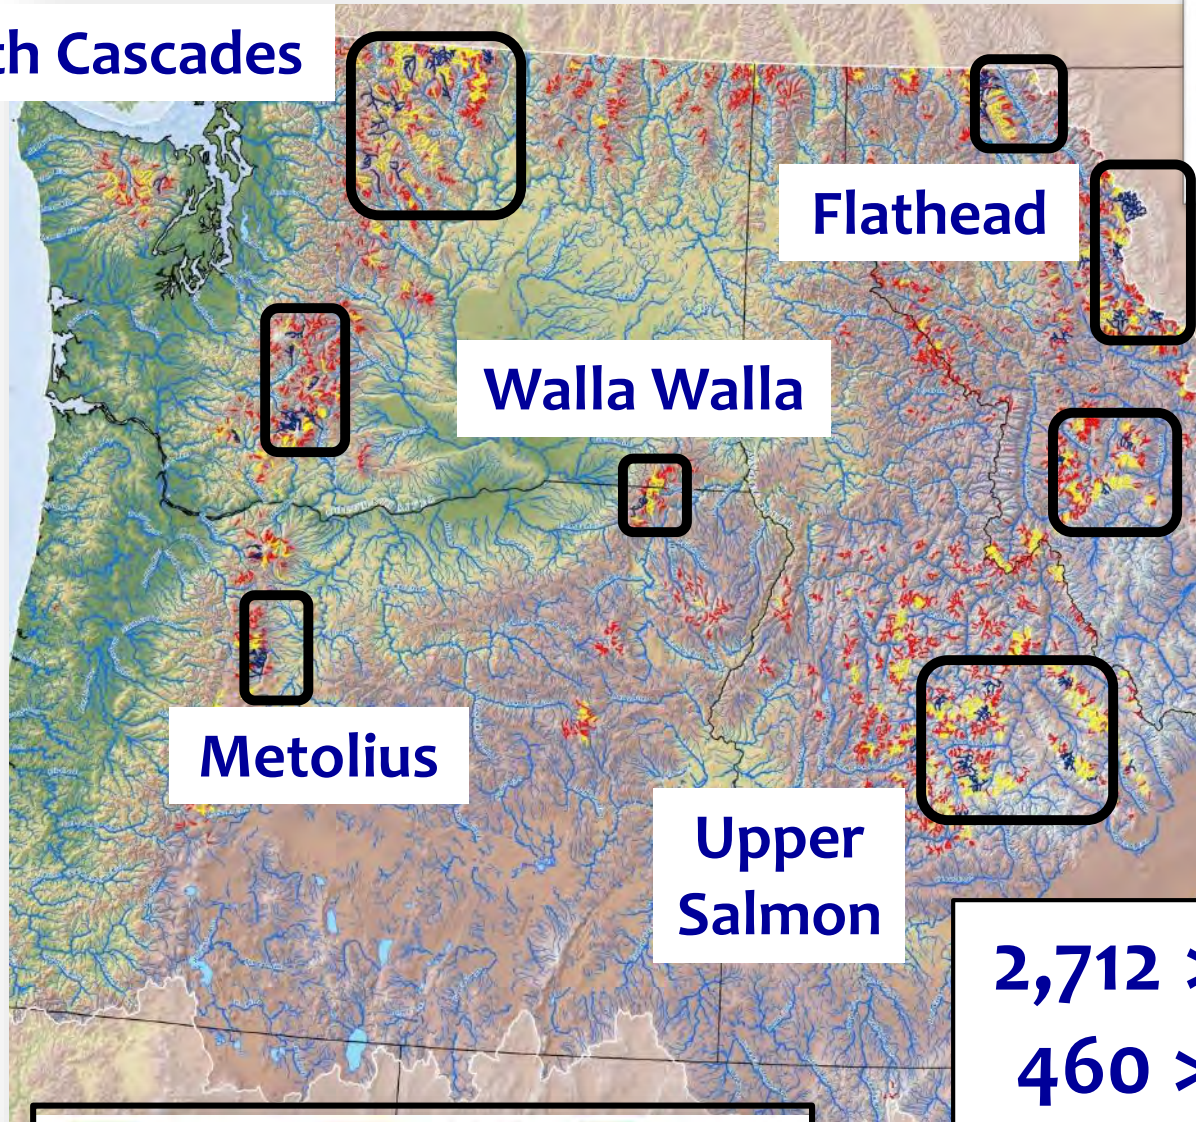 th Cascades
Flathead
Walla Walla
Metolius
Upper
Salmon
2,712 >
460 >